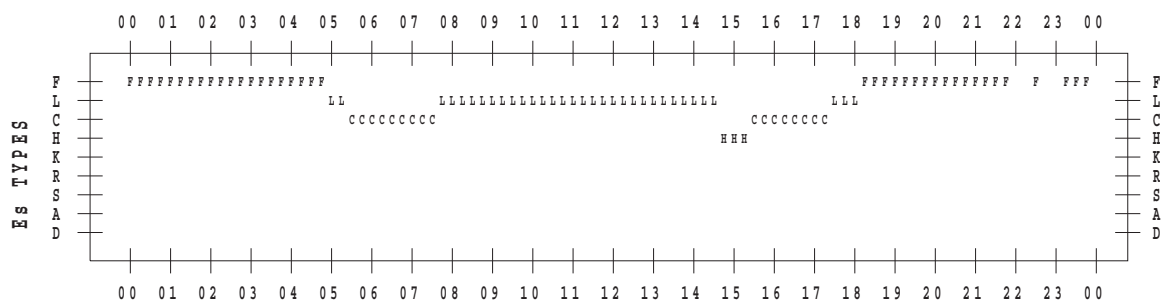 00 01 02 03 04 05 06 07 08 09 10 11 12 13 14 15 16 17 18 19 20 21 22 23 00
F FFFFFFFFFFFFFFFFFFFF FFFFFFFFFFFFFFF F FFF F
L LL LLLLLLLLLLLLLLLLLLLLLLLLLLLL LLL L
C CCCCCCCCC CCCCCCCC C
H HHH H
K K
R R
S S
A A
D D
Es TYPES
00 01 02 03 04 05 06 07 08 09 10 11 12 13 14 15 16 17 18 19 20 21 22 23 00